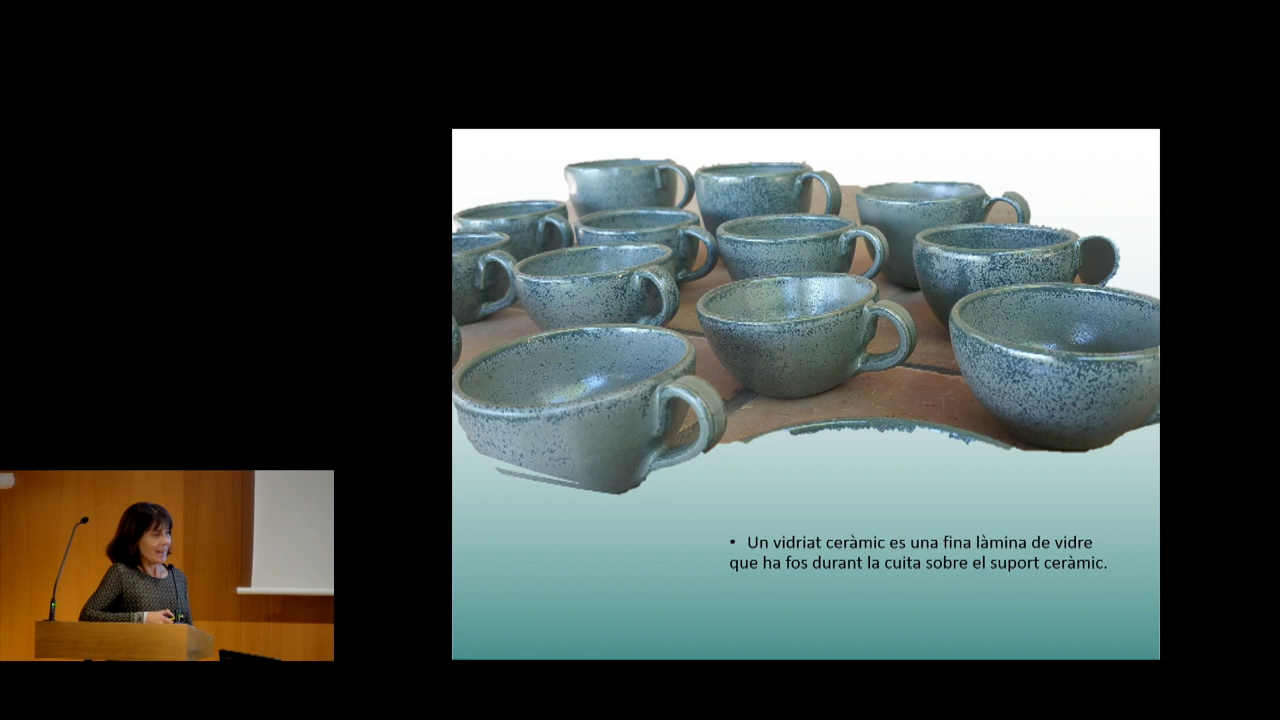 ▪ Un vidriat ceràmic es una fina làmina de vidre
que ha fos durant la cuita sobre el suport ceràmic.